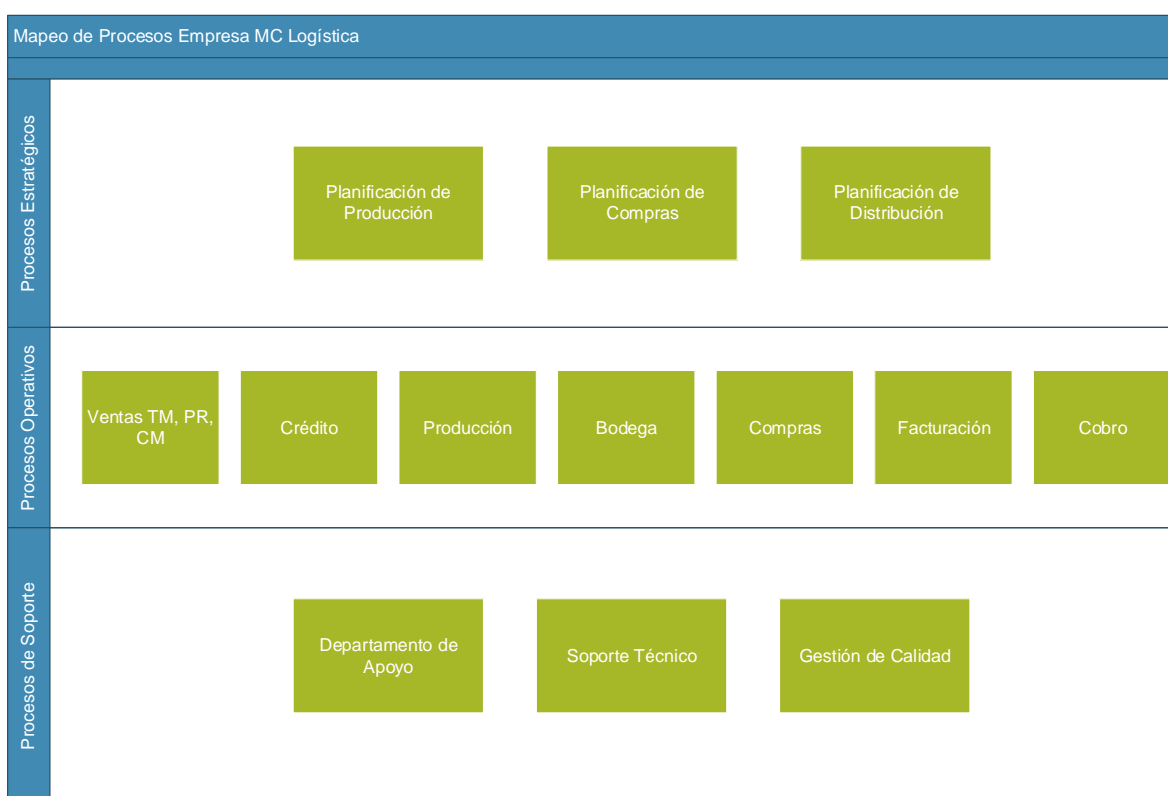 Mapeo de Procesos Empresa MC Logística
Procesos Estratégicos
Planificación de
Producción
Planificación de
Compras
Planificación de
Distribución
Procesos Operativos
Ventas TM, PR,
CM
Crédito
Producción
Bodega
Compras
Facturación
Cobro
Procesos de Soporte
Departamento de
Apoyo
Soporte Técnico
Gestión de Calidad